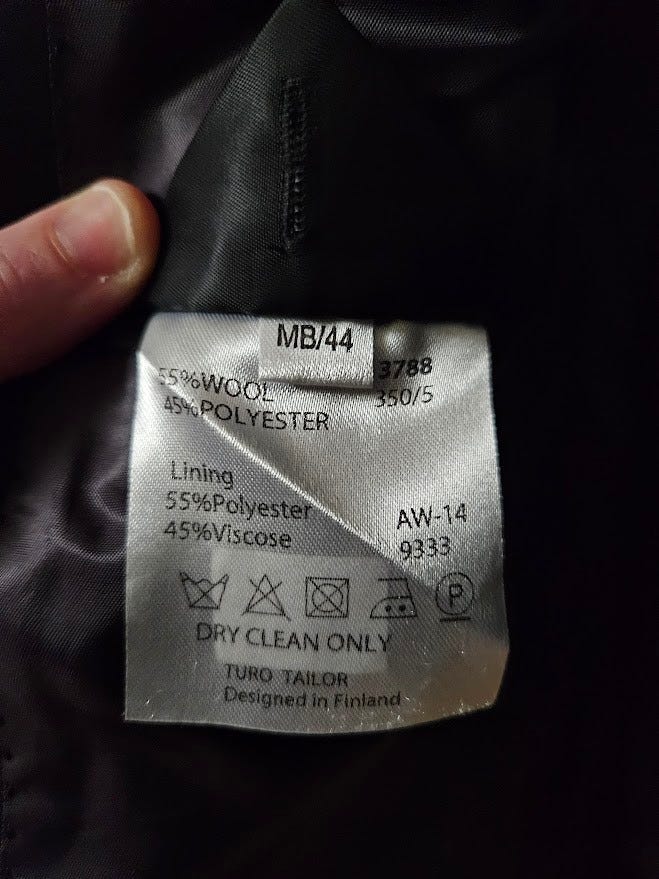 MB/44
3788
55%WOOL
350/5
45%POLYESTER
Lining
55%Polyester
AW-14
45%Viscose
9333
P
DRY CLEAN ONLY
TURO TAILOR
Designed in Finland